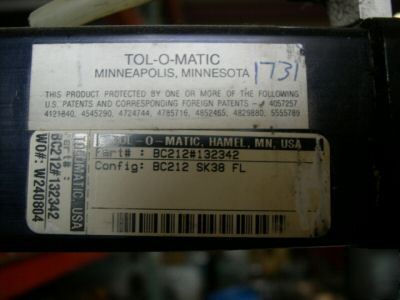 TOL-O-MATIC
MINNEAPOLIS, MINNESOTA 1731
THIS PRODUCT PROTECTED BY ONE OR MORE OF THE FOLLOWING
U.S. PATENTS AND CORRESPONDING FOREIGN PATENTS - 4057257
4121840, 4545290, 4724744, 4785716, 4852465, 4829880, 5555789
TOL-O-MATIC, HAMEL, MN, USA
Part# : BC212#132342
Config: BC212 SK38 FL
TOL-O-MATIC, USA
Part# :
BC212#132342
WO#: W240804